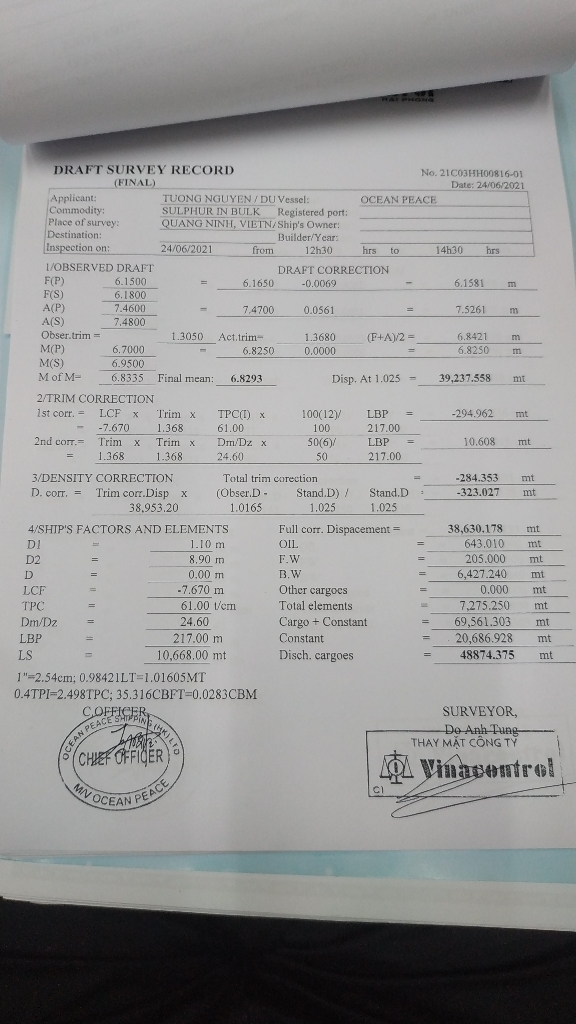 DRAFT SURVEY RECORD
(FINAL)
No. 21C03HH00816-01
Date: 24/06/2021
Applicant: TUONG NGUYEN / DU Vessel: OCEAN PEACE
Commodity: SULPHUR IN BULK Registered port:
Place of survey: QUANG NINH, VIETN/ Ship's Owner:
Destination: Builder/Year:
Inspection on: 24/06/2021 from 12h30 hrs to 14h30 hrs
1/OBSERVED DRAFT DRAFT CORRECTION
F(P) 6.1500 = 6.1650 -0.0069 = 6.1581 m
F(S) 6.1800
A(P) 7.4600 = 7.4700 0.0561 = 7.5261 m
A(S) 7.4800
Obser.trim = 1.3050 Act.trim= 1.3680 (F+A)/2 = 6.8421 m
M(P) 6.7000 = 6.8250 0.0000 = 6.8250 m
M(S) 6.9500
M of M= 6.8335 Final mean: 6.8293 Disp. At 1.025 = 39,237.558 mt
2/TRIM CORRECTION
1st corr. = LCF x Trim x TPC(I) x 100(12)/ LBP = -294.962 mt
= -7.670 1.368 61.00 100 217.00
2nd corr.= Trim x Trim x Dm/Dz x 50(6)/ LBP = 10.608 mt
= 1.368 1.368 24.60 50 217.00
3/DENSITY CORRECTION Total trim corection = -284.353 mt
D. corr. = Trim corr.Disp x (Obser.D - Stand.D) / Stand.D = -323.027 mt
38,953.20 1.0165 1.025 1.025
4/SHIP'S FACTORS AND ELEMENTS Full corr. Dispacement = 38,630.178 mt
D1 = 1.10 m OIL = 643.010 mt
D2 = 8.90 m F.W = 205.000 mt
D = 0.00 m B.W = 6,427.240 mt
LCF = -7.670 m Other cargoes = 0.000 mt
TPC = 61.00 t/cm Total elements = 7,275.250 mt
Dm/Dz = 24.60 Cargo + Constant = 69,561.303 mt
LBP = 217.00 m Constant = 20,686.928 mt
LS = 10,668.00 mt Disch. cargoes = 48874.375 mt
1"=2.54cm; 0.98421LT=1.01605MT
0.4TPI=2.498TPC; 35.316CBFT=0.0283CBM
C.OFFICER, SURVEYOR,
Do Anh Tung
OCEAN PEACE SHIPPING (HK) LTD
CHIEF OFFICER
M/V OCEAN PEACE
THAY MẶT CÔNG TY
Vinacontrol
CI